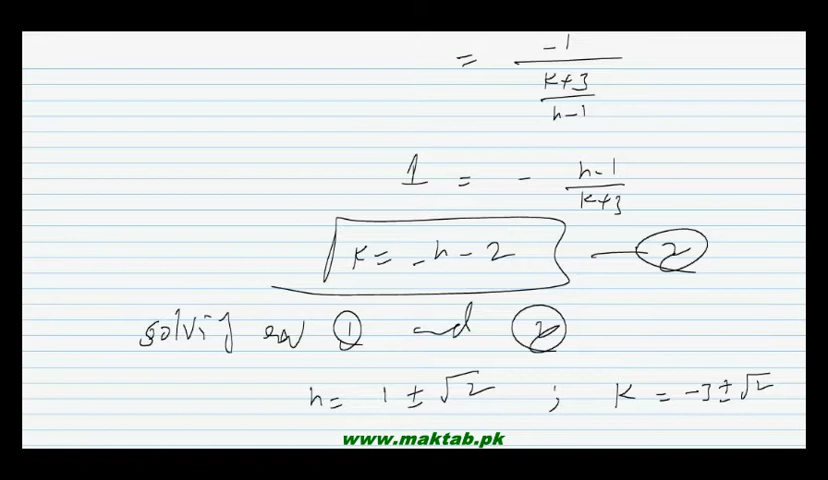 = -1 / ((k+3)/(h-1))
1 = - (h-1)/(k+3)
k = -h - 2 — ②
solving eq ① and ②
h = 1 ± √2 ; k = -3 ± √2
www.maktab.pk